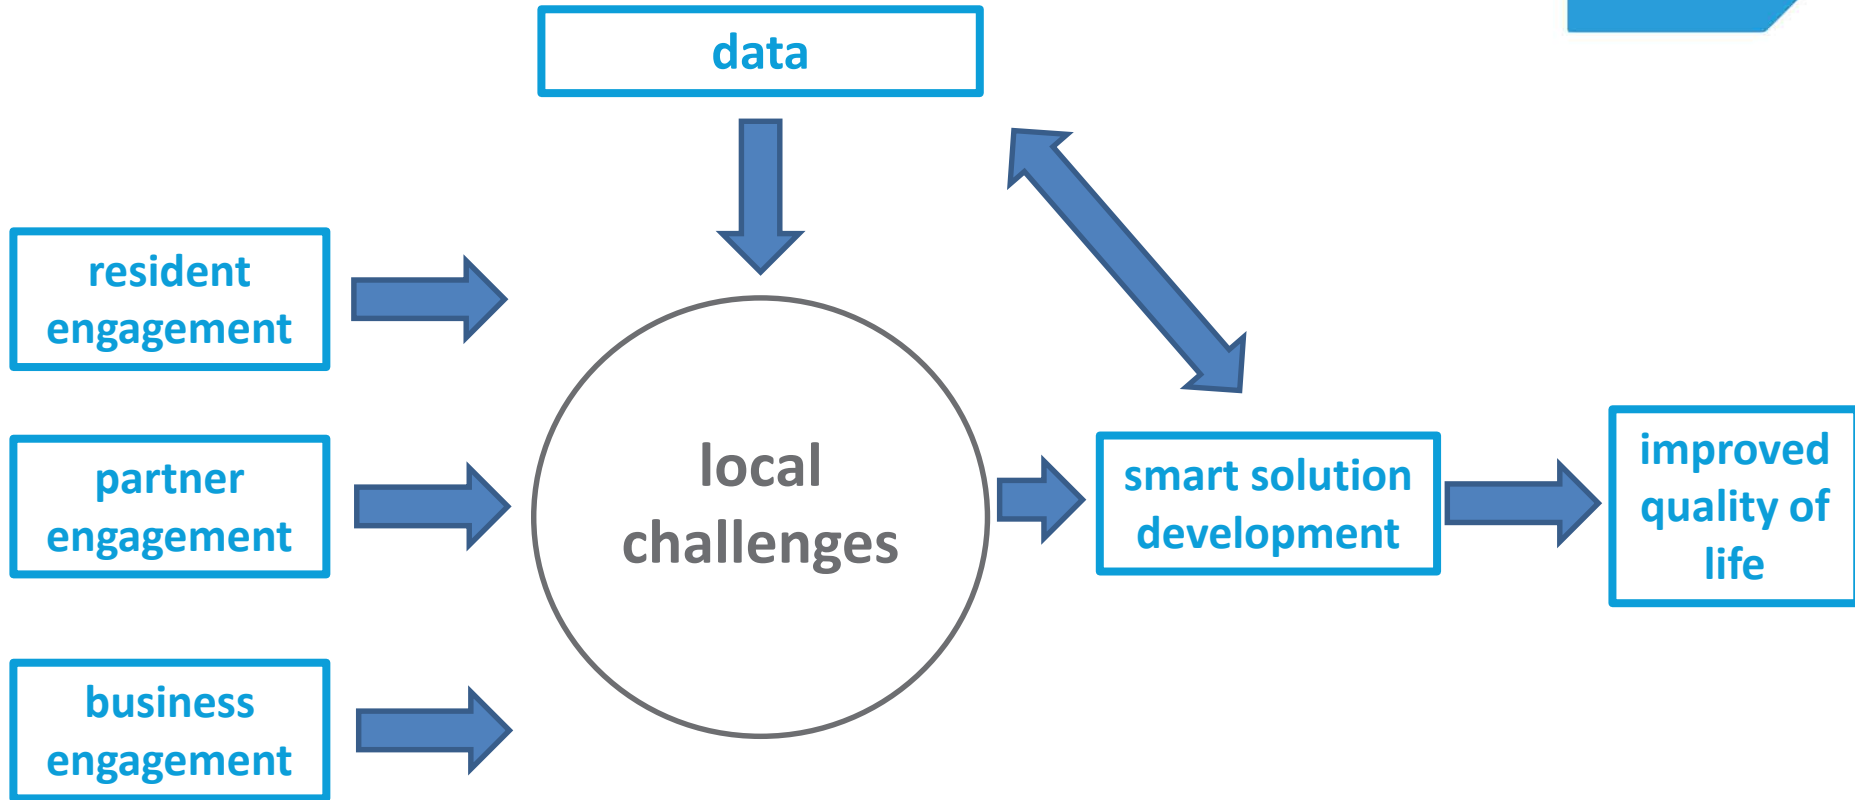 data
resident
engagement
partner
engagement
business
engagement
local
challenges
smart solution
development
improved
quality of
life